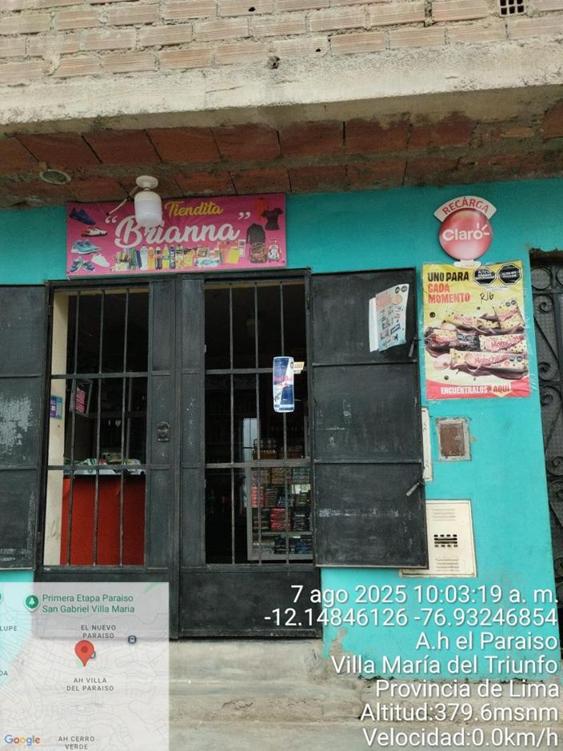 Tiendita
"Brianna"
RECARGA
Claro
UNO PARA
CADA
MOMENTO
ENCUÉNTRALOS AQUÍ
Primera Etapa Paraiso
San Gabriel Villa Maria
EL NUEVO
PARAISO
LUPE
AH VILLA
DEL PARAISO
AH CERRO
VERDE
Google
7 ago 2025 10:03:19 a. m.
-12.14846126 -76.93246854
A.h el Paraiso
Villa María del Triunfo
Provincia de Lima
Altitud:379.6msnm
Velocidad:0.0km/h